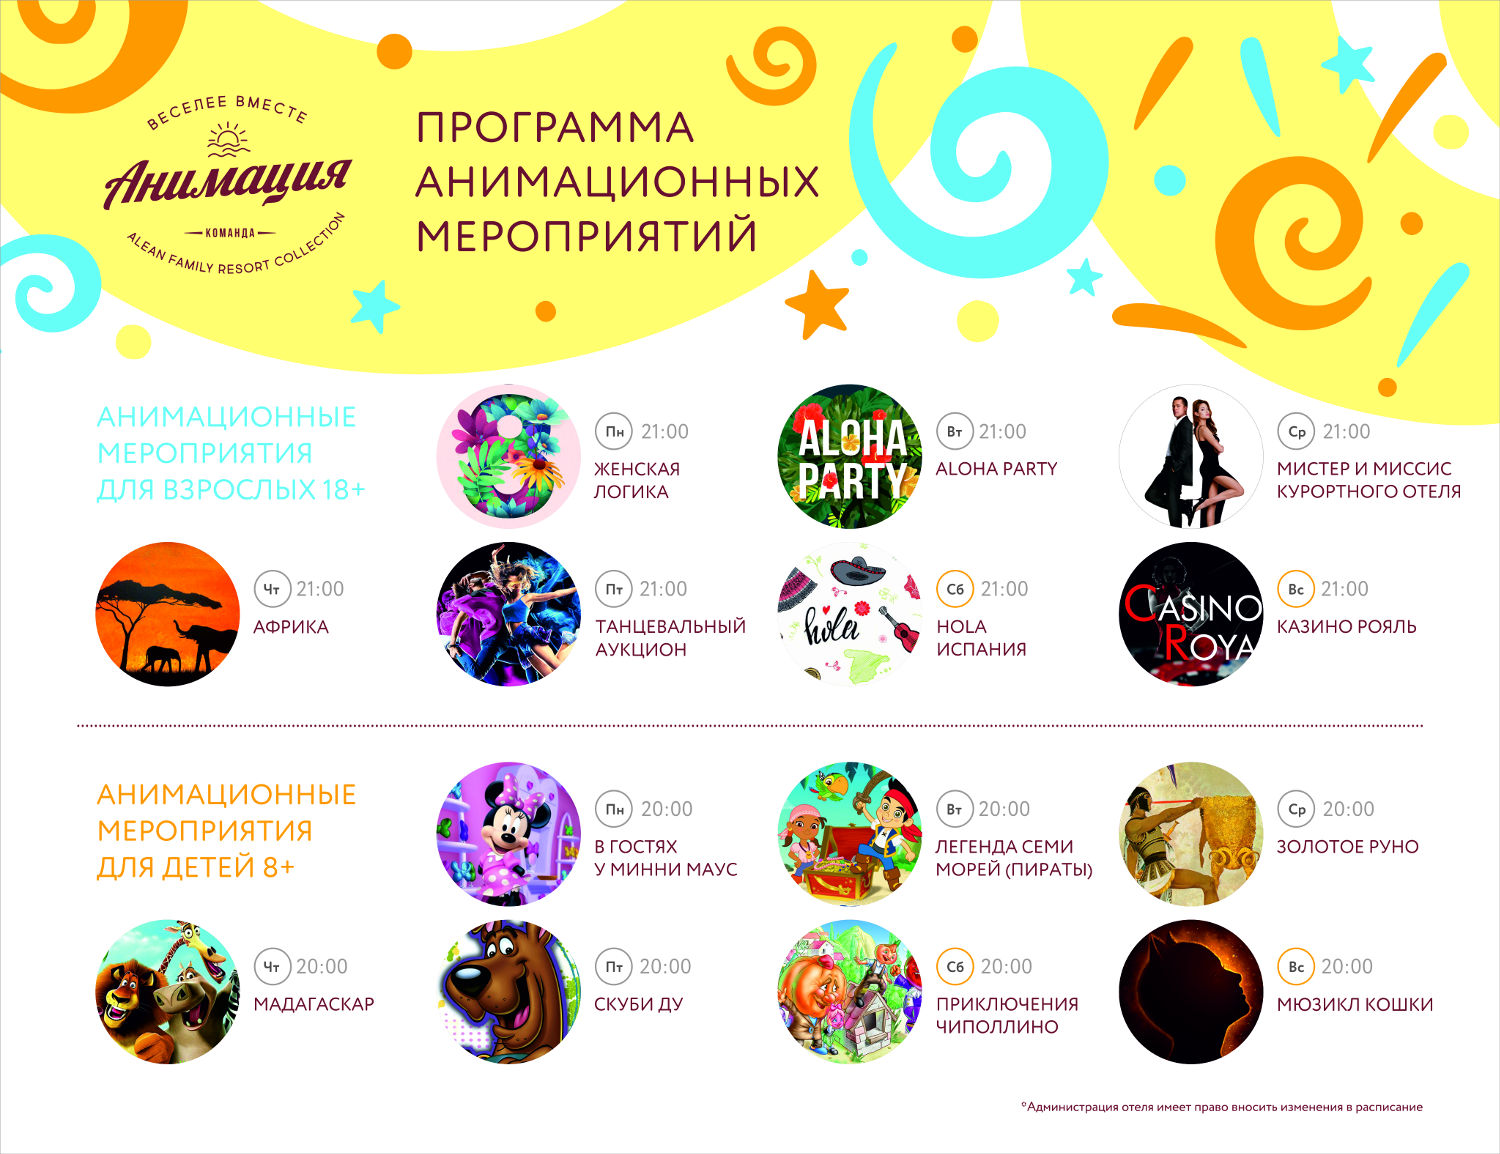 ВЕСЕЛЕЕ ВМЕСТЕ
Анимация
КОМАНДА
ALEAN FAMILY RESORT COLLECTION
ПРОГРАММА
АНИМАЦИОННЫХ
МЕРОПРИЯТИЙ
АНИМАЦИОННЫЕ
МЕРОПРИЯТИЯ
ДЛЯ ВЗРОСЛЫХ 18+
8
Пн 21:00
ЖЕНСКАЯ
ЛОГИКА
ALOHA
PARTY
Вт 21:00
ALOHA PARTY
Ср 21:00
МИСТЕР И МИССИС
КУРОРТНОГО ОТЕЛЯ
Чт 21:00
АФРИКА
Пт 21:00
ТАНЦЕВАЛЬНЫЙ
АУКЦИОН
hola
Сб 21:00
HOLA
ИСПАНИЯ
CASINO
ROYA
Вс 21:00
КАЗИНО РОЯЛЬ
АНИМАЦИОННЫЕ
МЕРОПРИЯТИЯ
ДЛЯ ДЕТЕЙ 8+
Пн 20:00
В ГОСТЯХ
У МИННИ МАУС
Вт 20:00
ЛЕГЕНДА СЕМИ
МОРЕЙ (ПИРАТЫ)
Ср 20:00
ЗОЛОТОЕ РУНО
Чт 20:00
МАДАГАСКАР
Пт 20:00
СКУБИ ДУ
Сб 20:00
ПРИКЛЮЧЕНИЯ
ЧИПОЛЛИНО
Вс 20:00
МЮЗИКЛ КОШКИ
°Администрация отеля имеет право вносить изменения в расписание